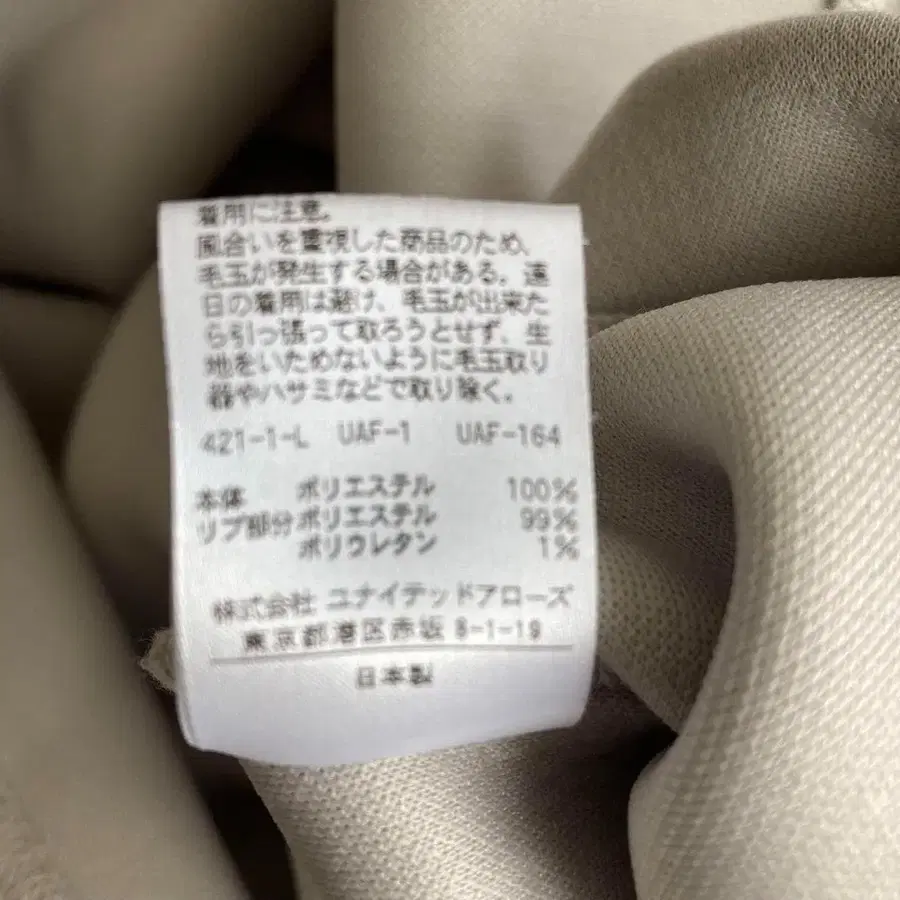 着用に注意。
風合いを重視した商品のため、
毛玉が発生する場合がある。連
日の着用は避け、毛玉が出来た
ら引っ張って取ろうとせず、生
地をいためないように毛玉取り
器やハサミなどで取り除く。
421-1-L UAF-1 UAF-164
本体 ポリエステル 100%
リブ部分 ポリエステル 99%
ポリウレタン 1%
株式会社 ユナイテッドアローズ
東京都港区赤坂 8-1-19
日本製